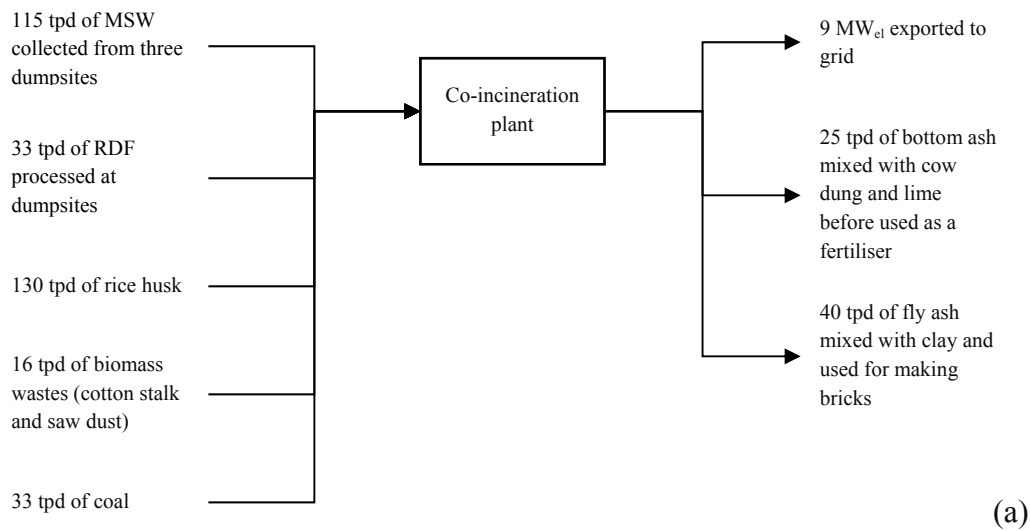 115 tpd of MSW
collected from three
dumpsites
33 tpd of RDF
processed at
dumpsites
130 tpd of rice husk
16 tpd of biomass
wastes (cotton stalk
and saw dust)
33 tpd of coal
Co-incineration
plant
9 MWel exported to
grid
25 tpd of bottom ash
mixed with cow
dung and lime
before used as a
fertiliser
40 tpd of fly ash
mixed with clay and
used for making
bricks
(a)